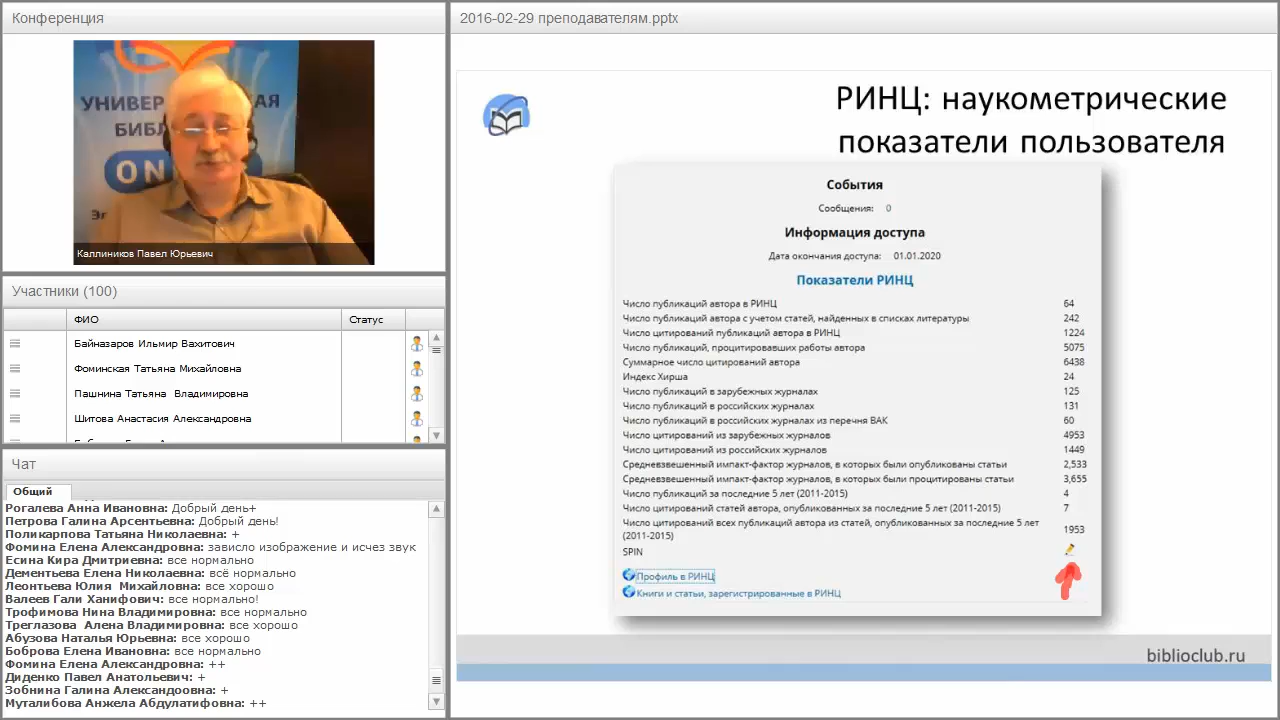 Конференция
УНИВЕР
КАЯ
БИБЛ
ON
Эл
Каллиников Павел Юрьевич
Участники (100)
ФИО
Статус
Байназаров Ильмир Вахитович
Фоминская Татьяна Михайловна
Пашнина Татьяна Владимировна
Шитова Анастасия Александровна
Чат
Общий
Рогалева Анна Ивановна: Добрый день+
Петрова Галина Арсентьевна: Добрый день!
Поликарпова Татьяна Николаевна: +
Фомина Елена Александровна: зависло изображение и исчез звук
Есина Кира Дмитриевна: все нормально
Дементьева Елена Николаевна: всё нормально
Леонтьева Юлия Михайловна: все хорошо
Валеев Гали Ханифович: все нормально!
Трофимова Нина Владимировна: все нормально
Треглазова Алена Владимировна: все хорошо
Абузова Наталья Юрьевна: все хорошо
Боброва Елена Ивановна: все нормально
Фомина Елена Александровна: ++
Диденко Павел Анатольевич: +
Зобнина Галина Александоовна: +
Муталибова Анжела Абдулатифовна: ++
2016-02-29 преподавателям.pptx
РИНЦ: наукометрические
показатели пользователя
События
Сообщения: 0
Информация доступа
Дата окончания доступа: 01.01.2020
Показатели РИНЦ
Число публикаций автора в РИНЦ 64
Число публикаций автора с учетом статей, найденных в списках литературы 242
Число цитирований публикаций автора в РИНЦ 1224
Число публикаций, процитировавших работы автора 5075
Суммарное число цитирований автора 6438
Индекс Хирша 24
Число публикаций в зарубежных журналах 125
Число публикаций в российских журналах 131
Число публикаций в российских журналах из перечня ВАК 60
Число цитирований из зарубежных журналов 4953
Число цитирований из российских журналов 1449
Средневзвешенный импакт-фактор журналов, в которых были опубликованы статьи 2,533
Средневзвешенный импакт-фактор журналов, в которых были процитированы статьи 3,655
Число публикаций за последние 5 лет (2011-2015) 4
Число цитирований статей автора, опубликованных за последние 5 лет (2011-2015) 7
Число цитирований всех публикаций автора из статей, опубликованных за последние 5 лет
(2011-2015) 1953
SPIN
Профиль в РИНЦ
Книги и статьи, зарегистрированные в РИНЦ
biblioclub.ru